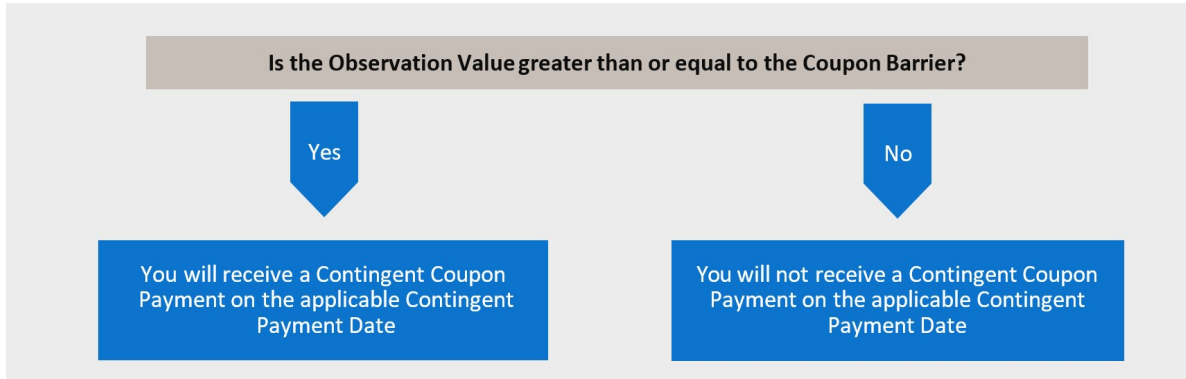 Is the Observation Value greater than or equal to the Coupon Barrier?
Yes
No
You will receive a Contingent Coupon
Payment on the applicable Contingent
Payment Date
You will not receive a Contingent Coupon
Payment on the applicable Contingent
Payment Date